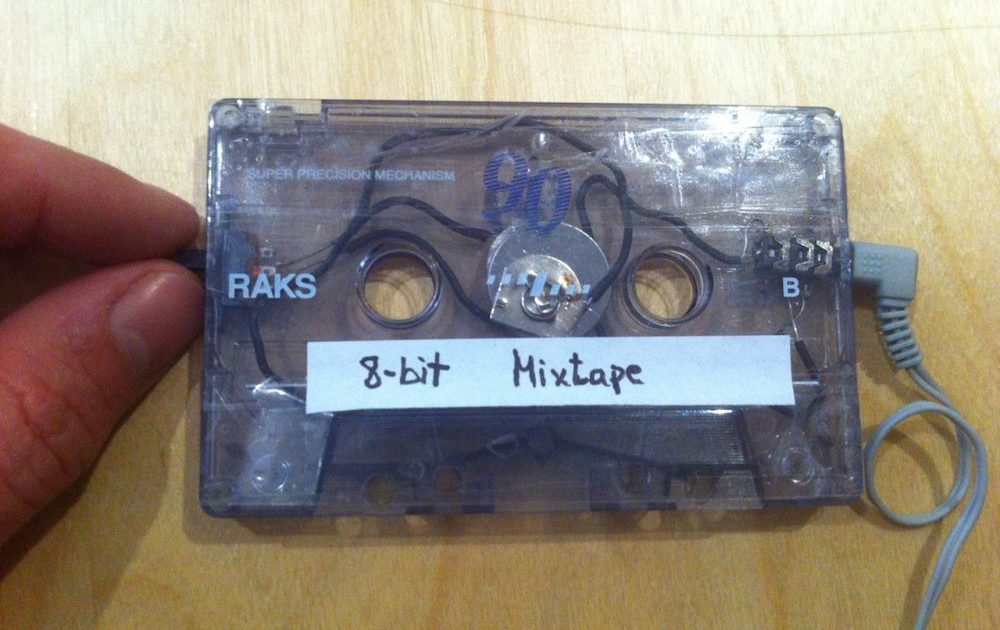 SUPER PRECISION MECHANISM
90
RAKS
B
8-bit Mixtape